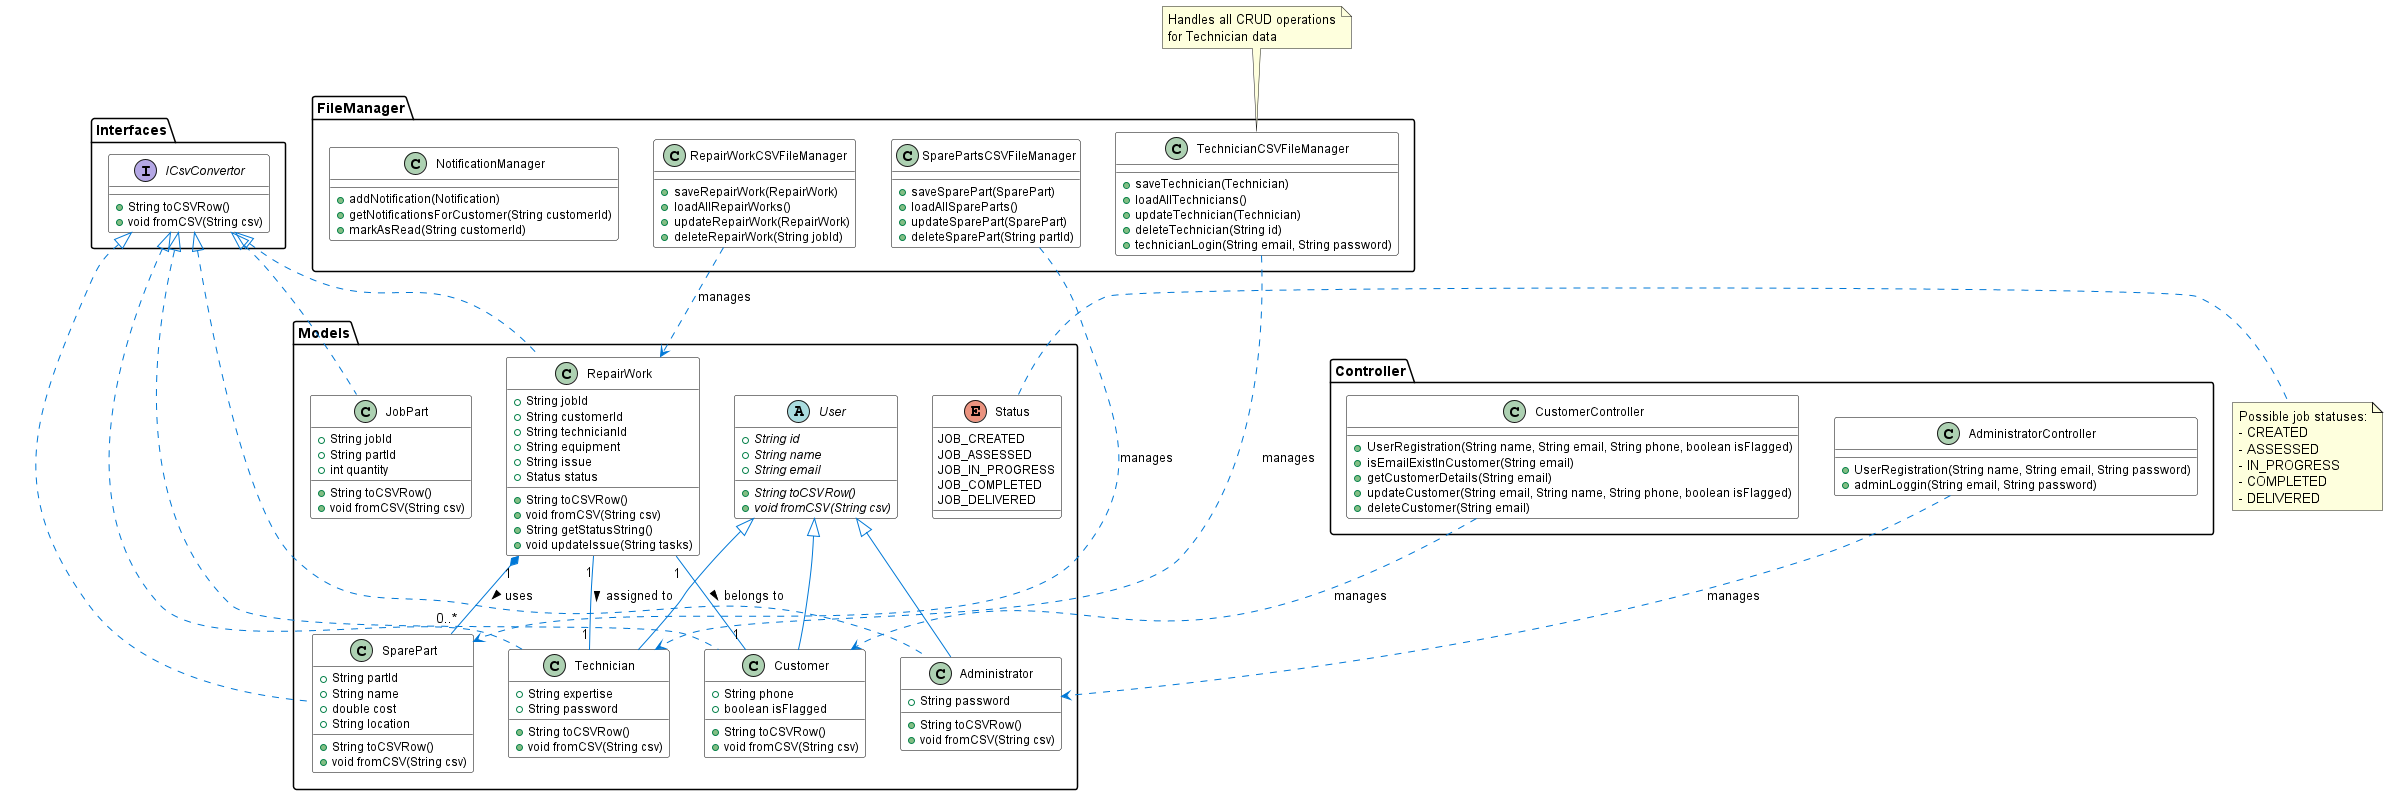 Handles all CRUD operations
for Technician data
FileManager
Interfaces
ICsvConvertor
String toCSVRow()
void fromCSV(String csv)
NotificationManager
addNotification(Notification)
getNotificationsForCustomer(String customerId)
markAsRead(String customerId)
RepairWorkCSVFileManager
saveRepairWork(RepairWork)
loadAllRepairWorks()
updateRepairWork(RepairWork)
deleteRepairWork(String jobId)
SparePartsCSVFileManager
saveSparePart(SparePart)
loadAllSpareParts()
updateSparePart(SparePart)
deleteSparePart(String partId)
TechnicianCSVFileManager
saveTechnician(Technician)
loadAllTechnicians()
updateTechnician(Technician)
deleteTechnician(String id)
technicianLogin(String email, String password)
manages
Models
JobPart
String jobId
String partId
int quantity
String toCSVRow()
void fromCSV(String csv)
RepairWork
String jobId
String customerId
String technicianId
String equipment
String issue
Status status
String toCSVRow()
void fromCSV(String csv)
String getStatusString()
void updateIssue(String tasks)
User
String id
String name
String email
String toCSVRow()
void fromCSV(String csv)
Status
JOB_CREATED
JOB_ASSESSED
JOB_IN_PROGRESS
JOB_COMPLETED
JOB_DELIVERED
manages
manages
Controller
CustomerController
UserRegistration(String name, String email, String phone, boolean isFlagged)
isEmailExistInCustomer(String email)
getCustomerDetails(String email)
updateCustomer(String email, String name, String phone, boolean isFlagged)
deleteCustomer(String email)
AdministratorController
UserRegistration(String name, String email, String password)
adminLoggin(String email, String password)
Possible job statuses:
- CREATED
- ASSESSED
- IN_PROGRESS
- COMPLETED
- DELIVERED
1
1
1
uses
assigned to
belongs to
manages
manages
0..*
1
1
SparePart
String partId
String name
double cost
String location
String toCSVRow()
void fromCSV(String csv)
Technician
String expertise
String password
String toCSVRow()
void fromCSV(String csv)
Customer
String phone
boolean isFlagged
String toCSVRow()
void fromCSV(String csv)
Administrator
String password
String toCSVRow()
void fromCSV(String csv)